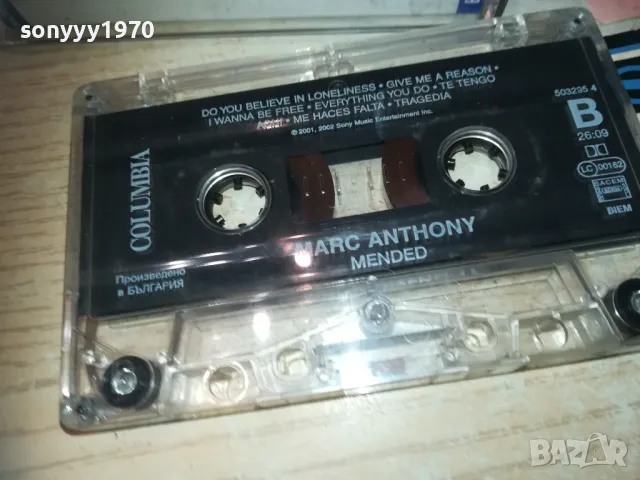 sonyyy1970
DO YOU BELIEVE IN LONELINESS • GIVE ME A REASON •
I WANNA BE FREE • EVERYTHING YOU DO • TE TENGO
• ME HACES FALTA • TRAGEDIA
℗ 2001, 2002 Sony Music Entertainment Inc.
503295 4
B
26:09
LC 00162
SACEM
BIEM
COLUMBIA
MARC ANTHONY
MENDED
Произведено
в БЪЛГАРИЯ
BAZAR
bg